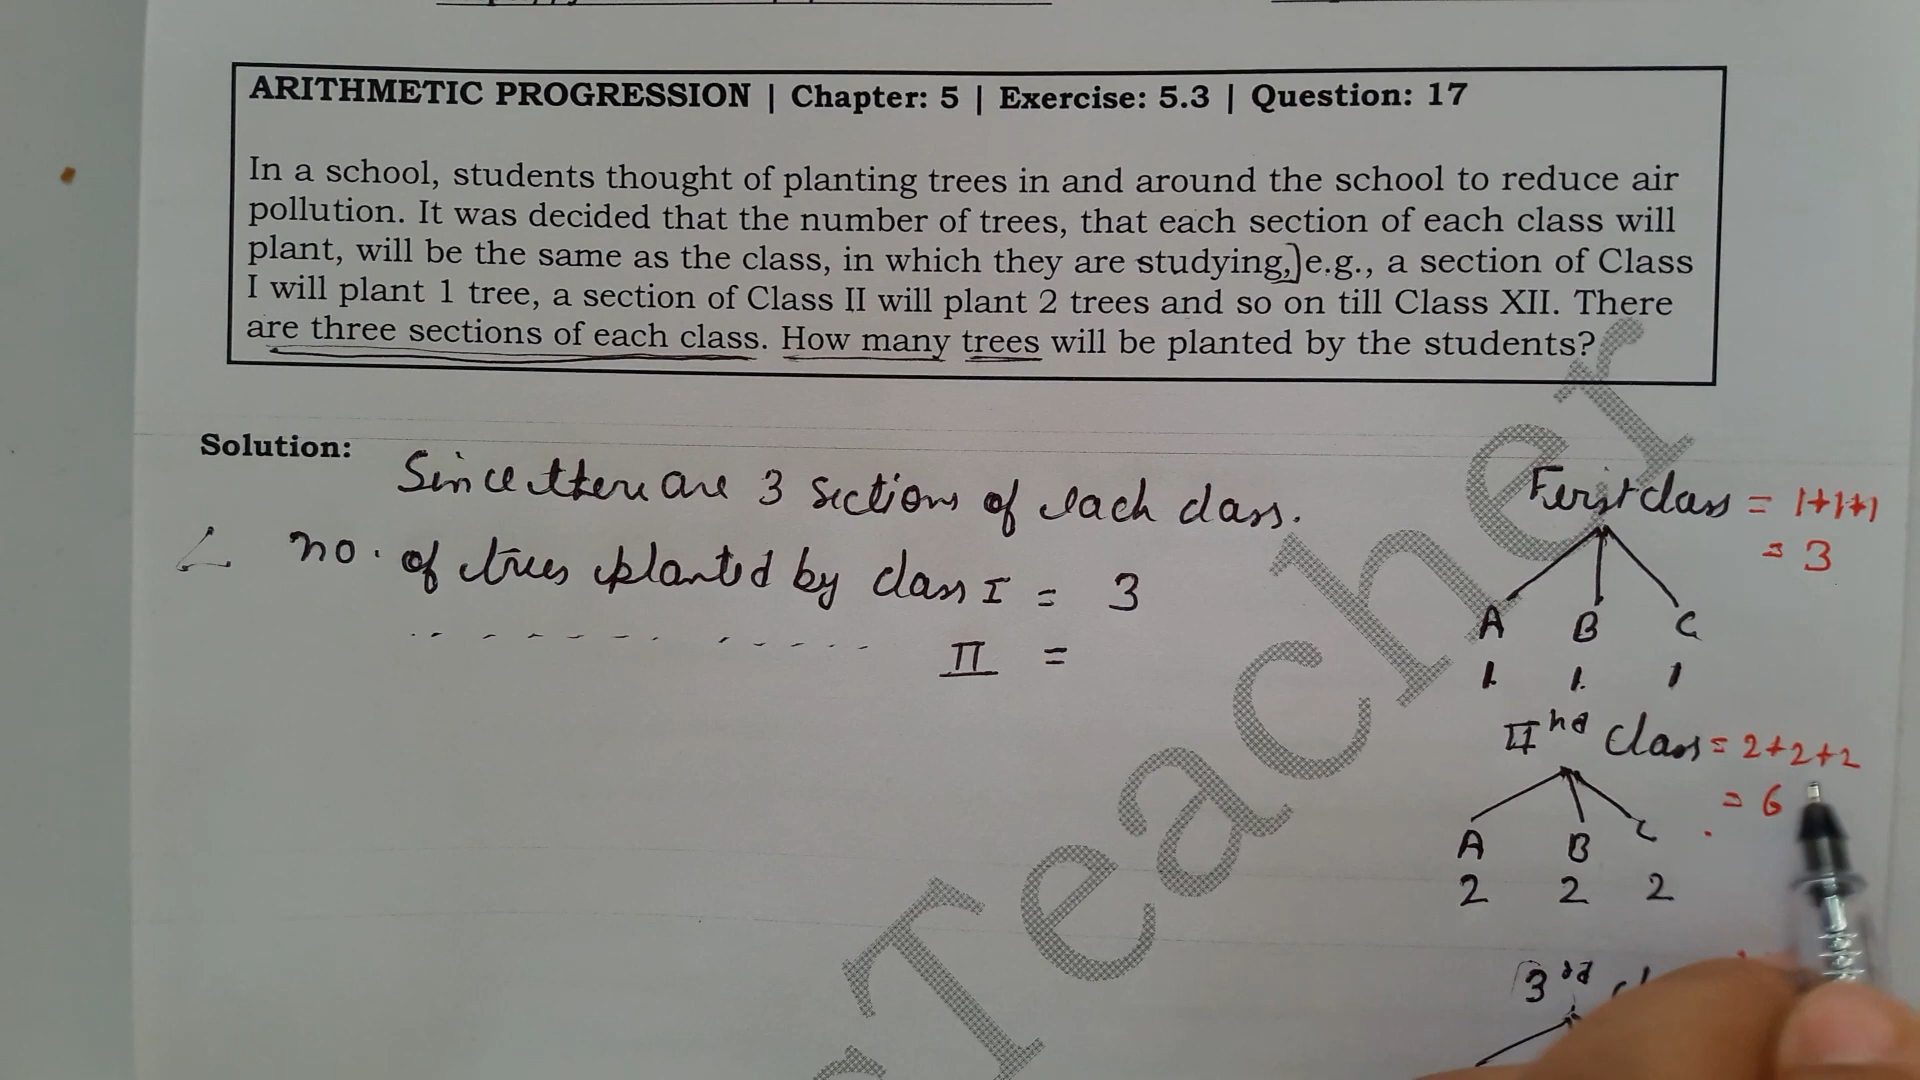 ARITHMETIC PROGRESSION | Chapter: 5 | Exercise: 5.3 | Question: 17
In a school, students thought of planting trees in and around the school to reduce air
pollution. It was decided that the number of trees, that each section of each class will
plant, will be the same as the class, in which they are studying, e.g., a section of Class
I will plant 1 tree, a section of Class II will plant 2 trees and so on till Class XII. There
are three sections of each class. How many trees will be planted by the students?
Solution:
Since there are 3 sections of each class.
no. of trees planted by class I = 3
II =
First class = 1+1+1
= 3
A B C
1 1 1
IInd class = 2+2+2
= 6
A B C
2 2 2
3rd
Teacher